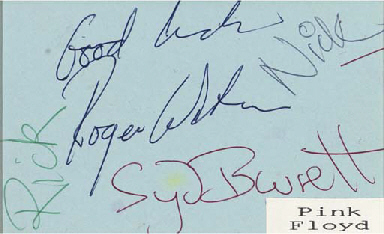 Good Luck
Nick
Roger Waters
Rick
Syd Barrett
Pink
Floyd